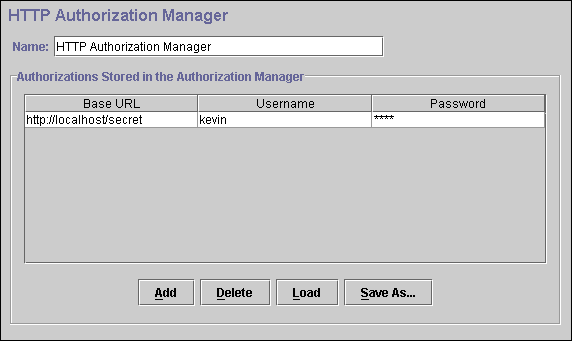 HTTP Authorization Manager
Name: HTTP Authorization Manager
Authorizations Stored in the Authorization Manager
Base URL Username Password
http://localhost/secret kevin ****
Add Delete Load Save As...